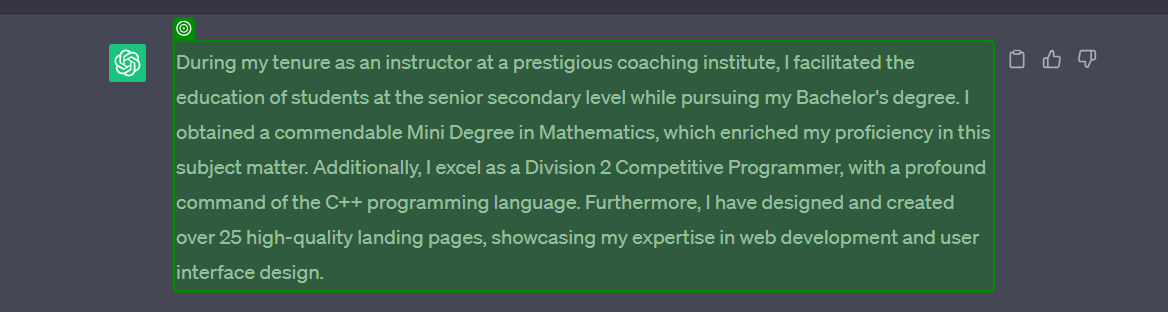 During my tenure as an instructor at a prestigious coaching institute, I facilitated the
education of students at the senior secondary level while pursuing my Bachelor's degree. I
obtained a commendable Mini Degree in Mathematics, which enriched my proficiency in this
subject matter. Additionally, I excel as a Division 2 Competitive Programmer, with a profound
command of the C++ programming language. Furthermore, I have designed and created
over 25 high-quality landing pages, showcasing my expertise in web development and user
interface design.